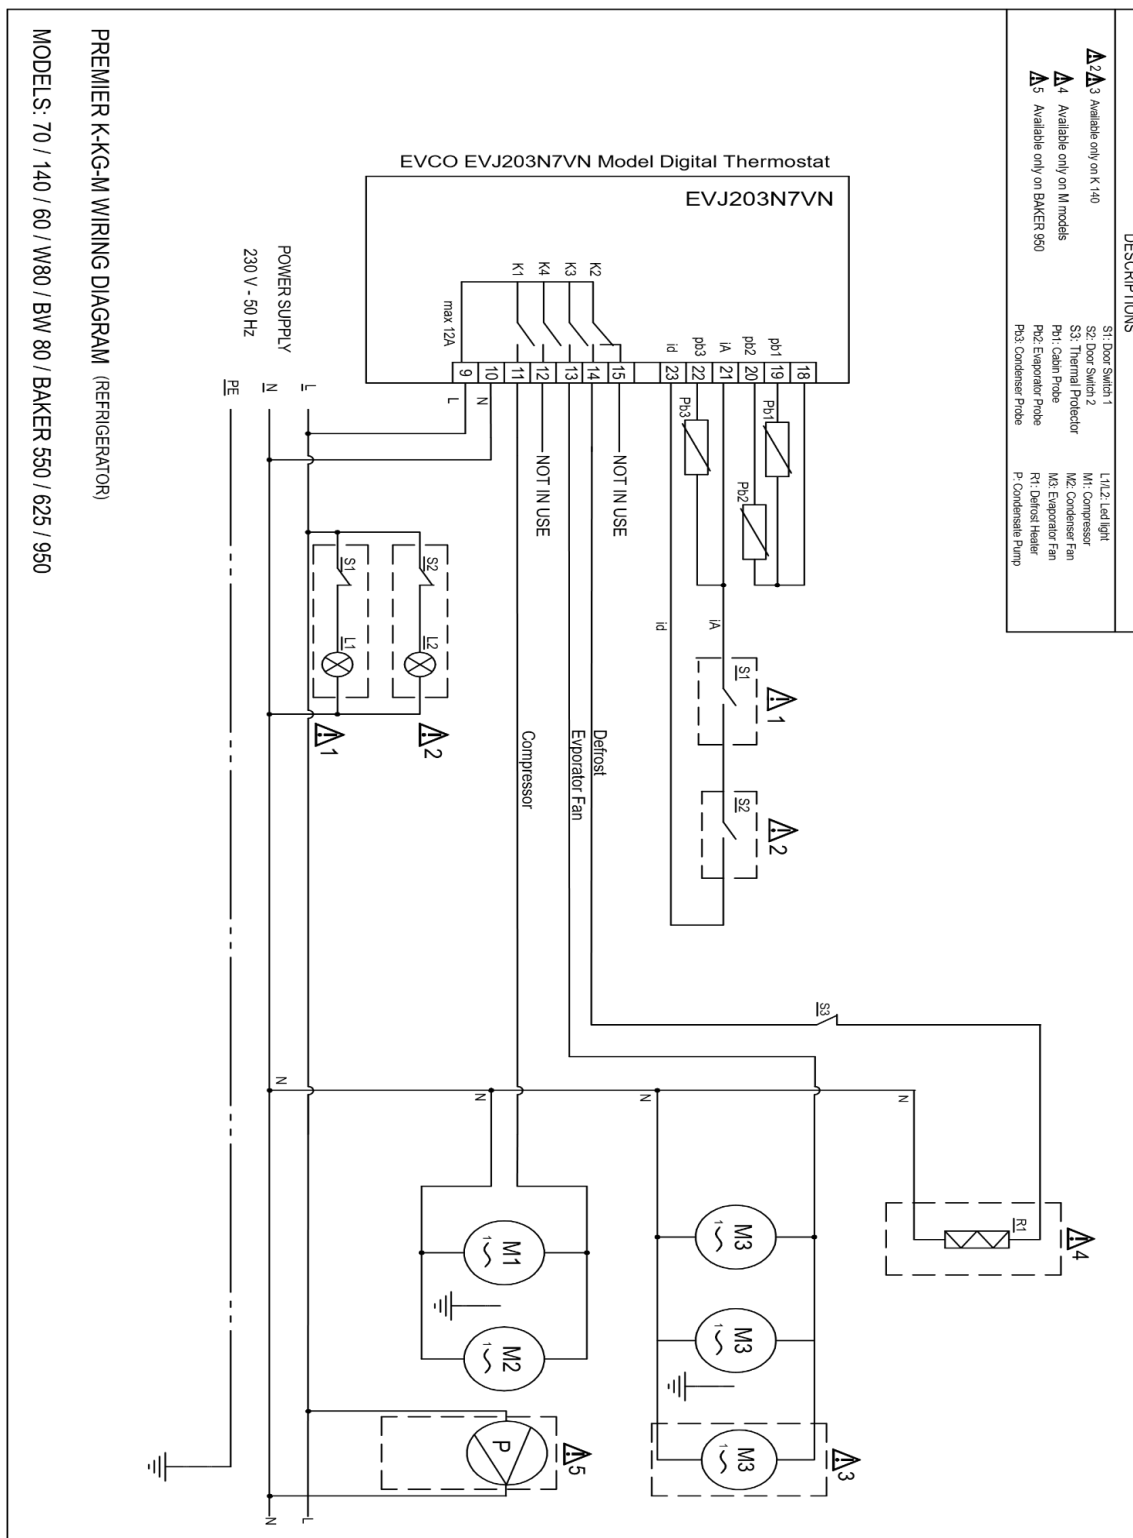 DESCRIPTIONS
S1: Door Switch 1
S2: Door Switch 2
S3: Thermal Protector
Pb1: Cabin Probe
Pb2: Evaporator Probe
Pb3: Condenser Probe
L1/L2: Led light
M1: Compressor
M2: Condenser Fan
M3: Evaporator Fan
R1: Defrost Heater
P: Condensate Pump
2 3 Available only on K 140
4 Available only on M models
5 Available only on BAKER 950
EVCO EVJ203N7VN Model Digital Thermostat
EVJ203N7VN
K1 K4 K3 K2
max 12A
id pb3 iA pb2 pb1
9 10 11 12 13 14 15 23 22 21 20 19 18
L N
NOT IN USE
NOT IN USE
Pb3
Pb2
Pb1
POWER SUPPLY
230 V - 50 Hz
PE
N
L
S1
L1
1
S2
L2
2
id
iA
S1
1
S2
2
Compressor
Evporator Fan
Defrost
S3
N
N
N
N
R1
4
M1
1
M2
1
M3
1
M3
1
M3
1
3
P
5
N
L
PREMIER K-KG-M WIRING DIAGRAM (REFRIGERATOR)
MODELS: 70 / 140 / 60 / W80 / BW 80 / BAKER 550 / 625 / 950